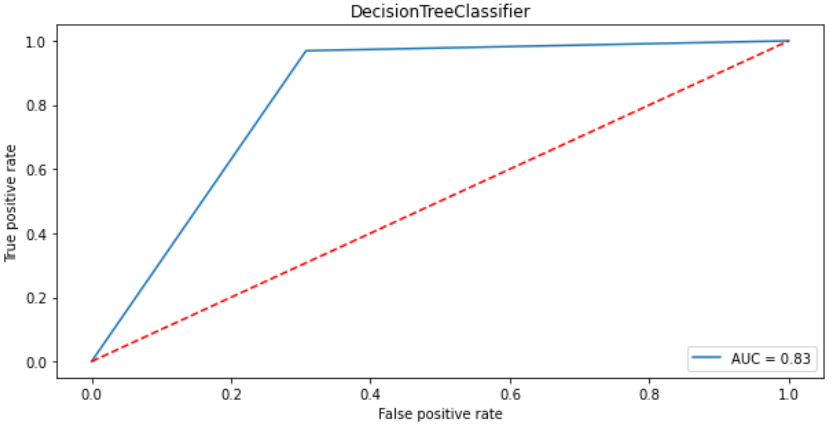 DecisionTreeClassifier
1.0
0.8
0.6
0.4
0.2
0.0
True positive rate
0.0 0.2 0.4 0.6 0.8 1.0
False positive rate
AUC = 0.83